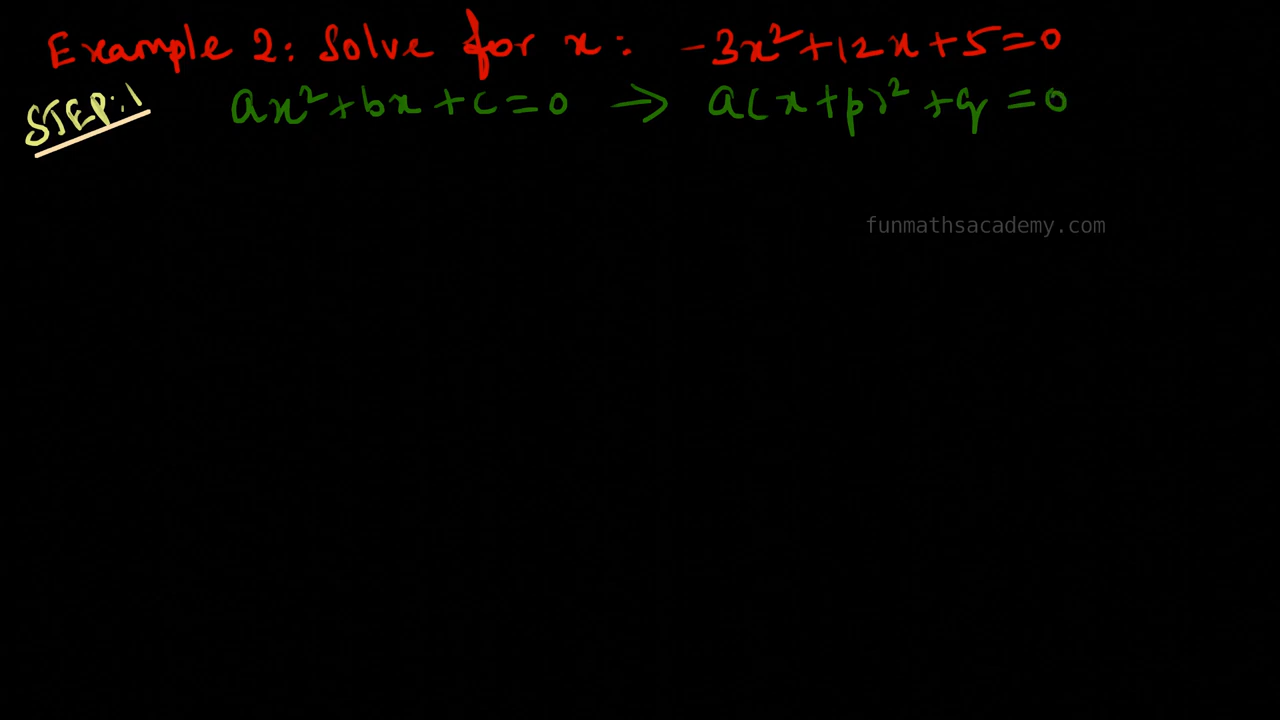 Example 2: Solve for x: -3x²+12x+5=0
STEP:1 ax²+bx+c=0 → a(x+p)²+q=0
funmathsacademy.com